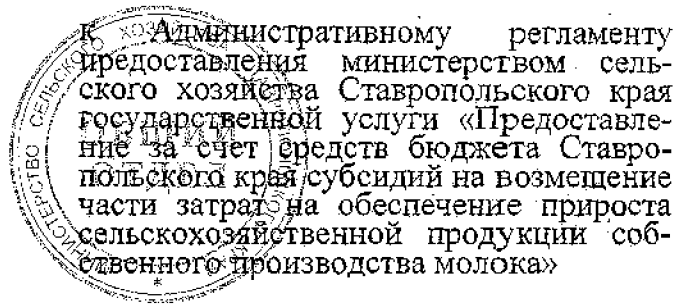 к Административному регламенту
предоставления министерством сель-
ского хозяйства Ставропольского края
государственной услуги «Предоставле-
ние за счет средств бюджета Ставро-
польского края субсидий на возмещение
части затрат на обеспечение прироста
сельскохозяйственной продукции соб-
ственного производства молока»